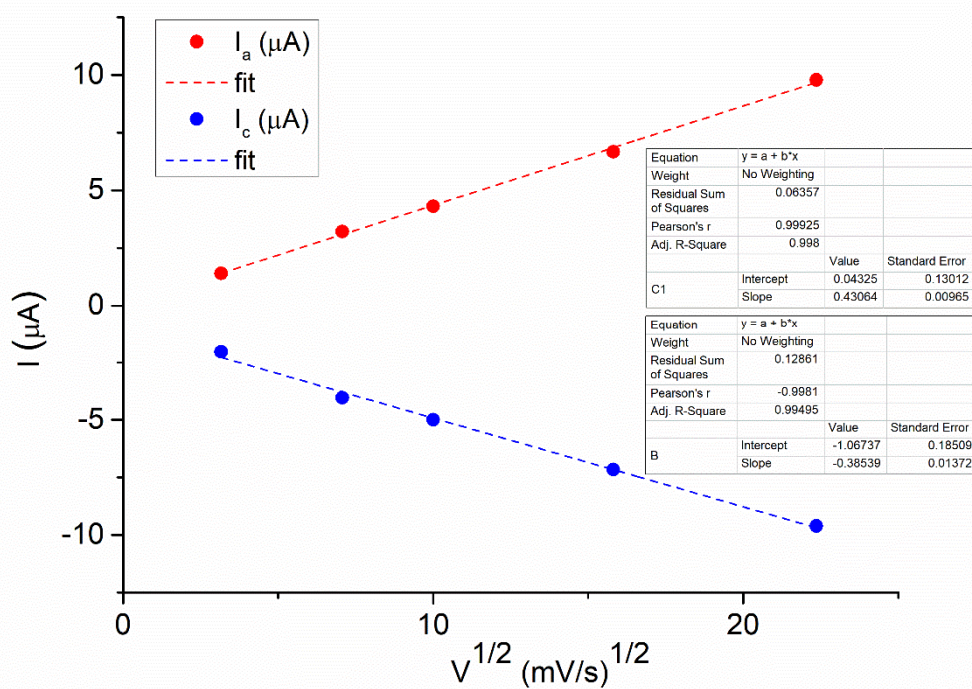 I_a (μA)
fit
I_c (μA)
fit
10
5
0
-5
-10
I (μA)
Equation y = a + b*x
Weight No Weighting
Residual Sum of Squares 0.06357
Pearson's r 0.99925
Adj. R-Square 0.998
Value Standard Error
C1 Intercept 0.04325 0.13012
Slope 0.43064 0.00965
Equation y = a + b*x
Weight No Weighting
Residual Sum of Squares 0.12861
Pearson's r -0.9981
Adj. R-Square 0.99495
Value Standard Error
B Intercept -1.06737 0.18509
Slope -0.38539 0.01372
0 10 20
V^1/2 (mV/s)^1/2